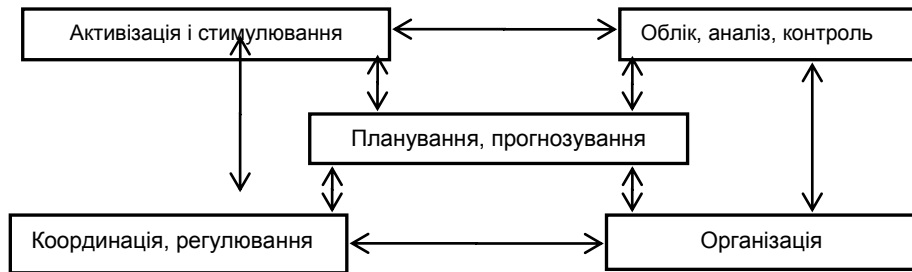 Активізація і стимулювання
Облік, аналіз, контроль
Планування, прогнозування
Координація, регулювання
Організація